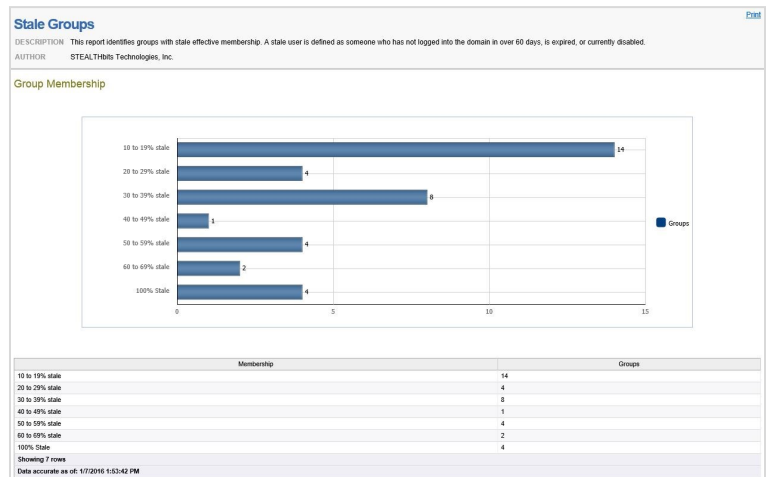 Print
Stale Groups
DESCRIPTION This report identifies groups with stale effective membership. A stale user is defined as someone who has not logged into the domain in over 60 days, is expired, or currently disabled.
AUTHOR STEALTHbits Technologies, Inc.
Group Membership
10 to 19% stale 14
20 to 29% stale 4
30 to 39% stale 8
40 to 49% stale 1
50 to 59% stale 4
60 to 69% stale 2
100% Stale 4
0 5 10 15
Groups
Membership Groups
10 to 19% stale 14
20 to 29% stale 4
30 to 39% stale 8
40 to 49% stale 1
50 to 59% stale 4
60 to 69% stale 2
100% Stale 4
Showing 7 rows
Data accurate as of: 1/7/2016 1:53:42 PM